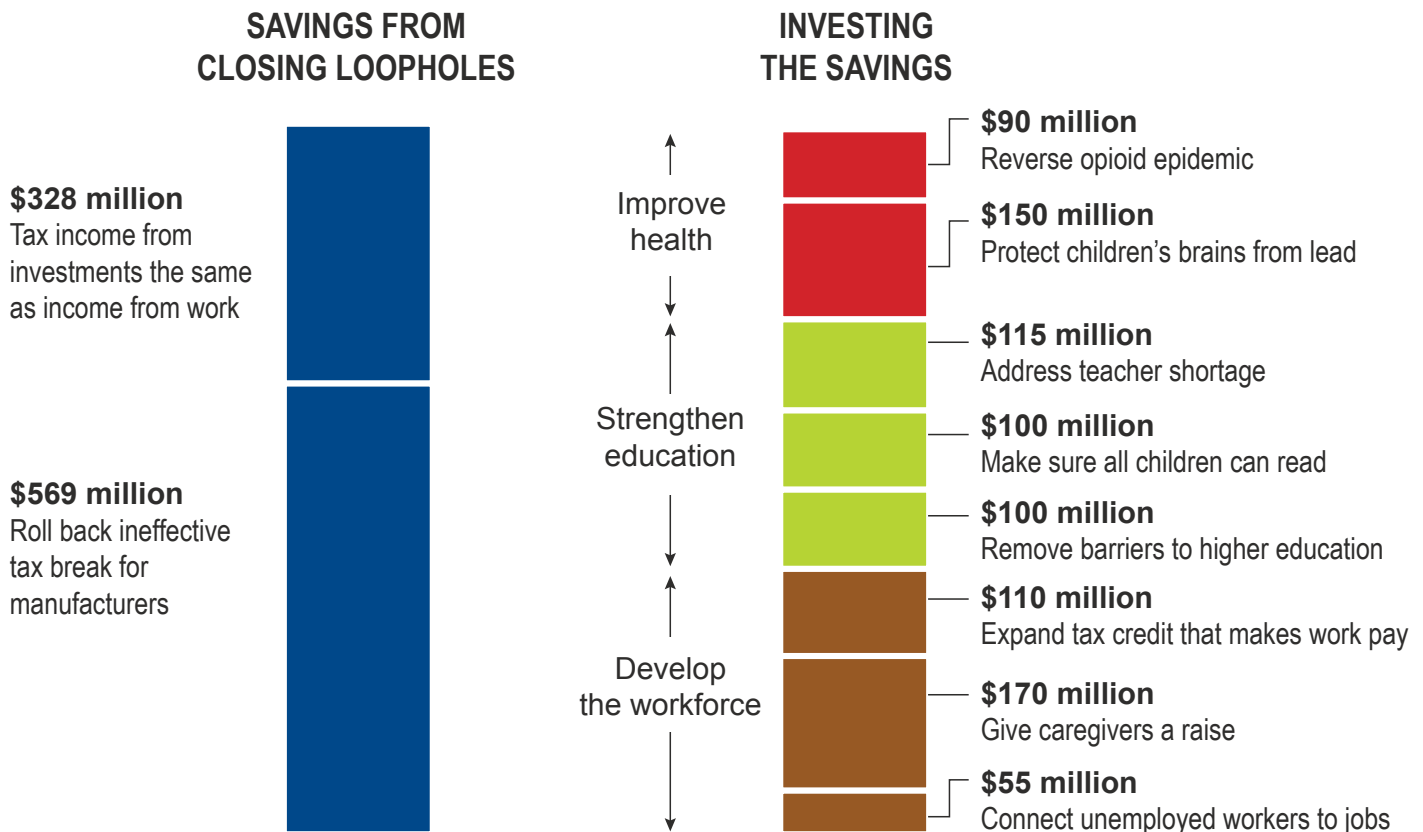 SAVINGS FROM
CLOSING LOOPHOLES
$328 million
Tax income from
investments the same
as income from work
$569 million
Roll back ineffective
tax break for
manufacturers
INVESTING
THE SAVINGS
Improve
health
$90 million
Reverse opioid epidemic
$150 million
Protect children’s brains from lead
Strengthen
education
$115 million
Address teacher shortage
$100 million
Make sure all children can read
$100 million
Remove barriers to higher education
Develop
the workforce
$110 million
Expand tax credit that makes work pay
$170 million
Give caregivers a raise
$55 million
Connect unemployed workers to jobs